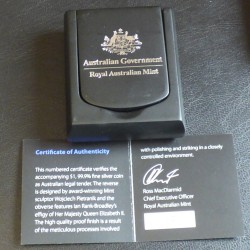 Australian Government
Royal Australian Mint
Certificate of Authenticity
This numbered certificate verifies the
accompanying $1, 99.9% fine silver coin
as Australian legal tender. The reverse
is designed by award-winning Mint
sculptor Wojciech Pietranik and the
obverse features Ian Rank-Broadley's
effigy of Her Majesty Queen Elizabeth II.
The high quality proof finish is a result
of the meticulous processes involved
with polishing and striking in a closely
controlled environment.
Ross MacDiarmid
Chief Executive Officer
Royal Australian Mint